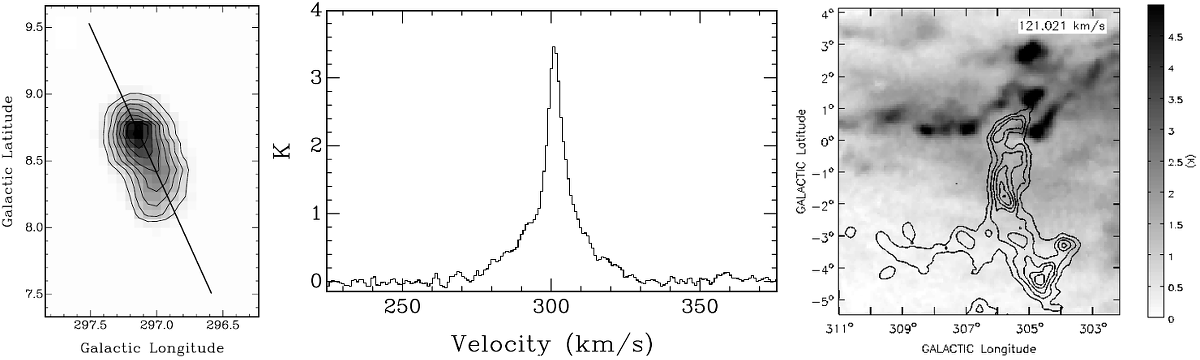 9.5
9.0
8.5
8.0
7.5
Galactic Latitude
297.5 297.0 296.5
Galactic Longitude
4
3
2
1
0
K
250 300 350
Velocity (km/s)
121.021 km/s
4°
3°
2°
1°
0°
-1°
-2°
-3°
-4°
-5°
GALACTIC Latitude
311° 309° 307° 305° 303°
GALACTIC Longitude
4.5
4
3.5
3
2.5
2
1.5
1
0.5
0
(K)